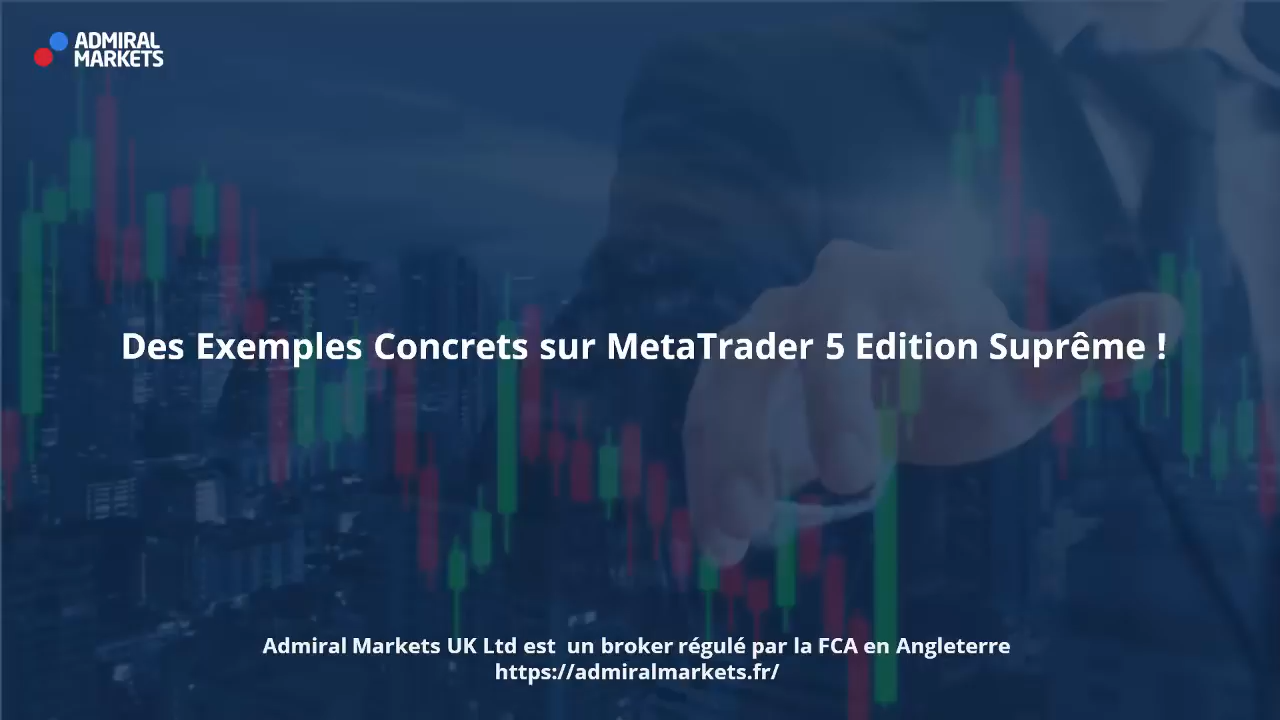 ADMIRAL
MARKETS
Des Exemples Concrets sur MetaTrader 5 Edition Suprême !
Admiral Markets UK Ltd est  un broker régulé par la FCA en Angleterre
https://admiralmarkets.fr/